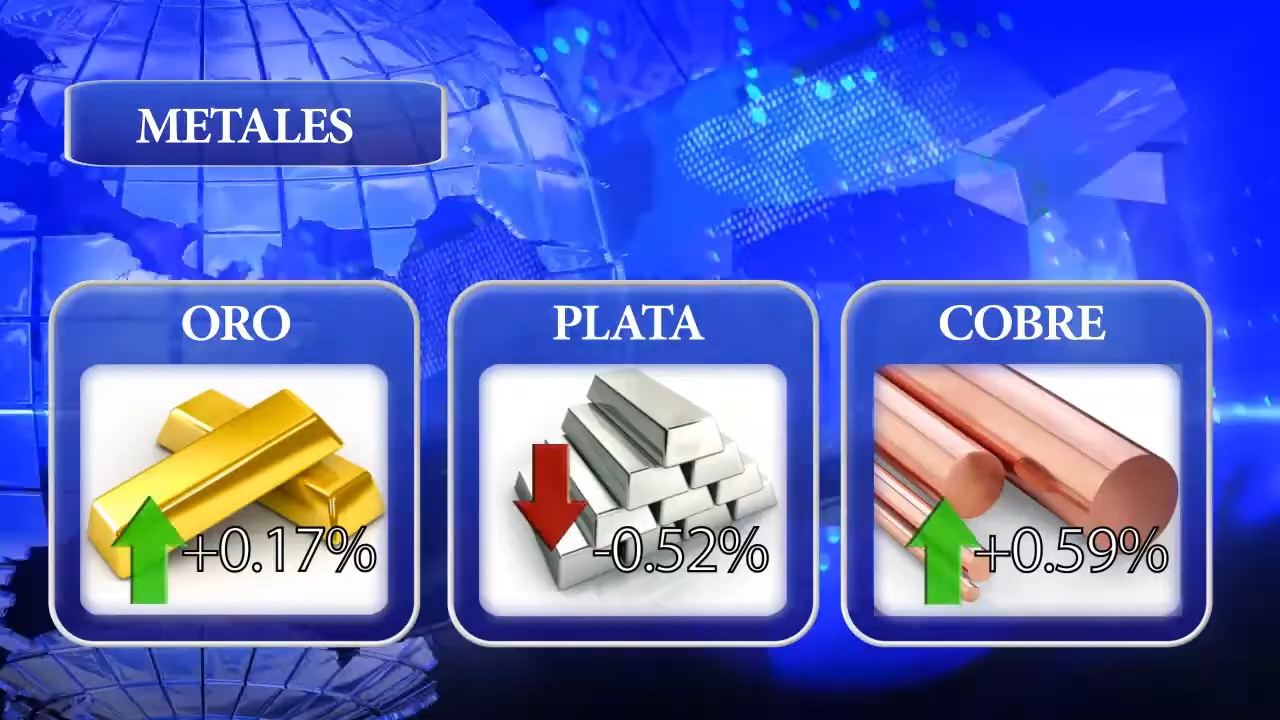 METALES
ORO
PLATA
COBRE
+0.17%
-0.52%
+0.59%